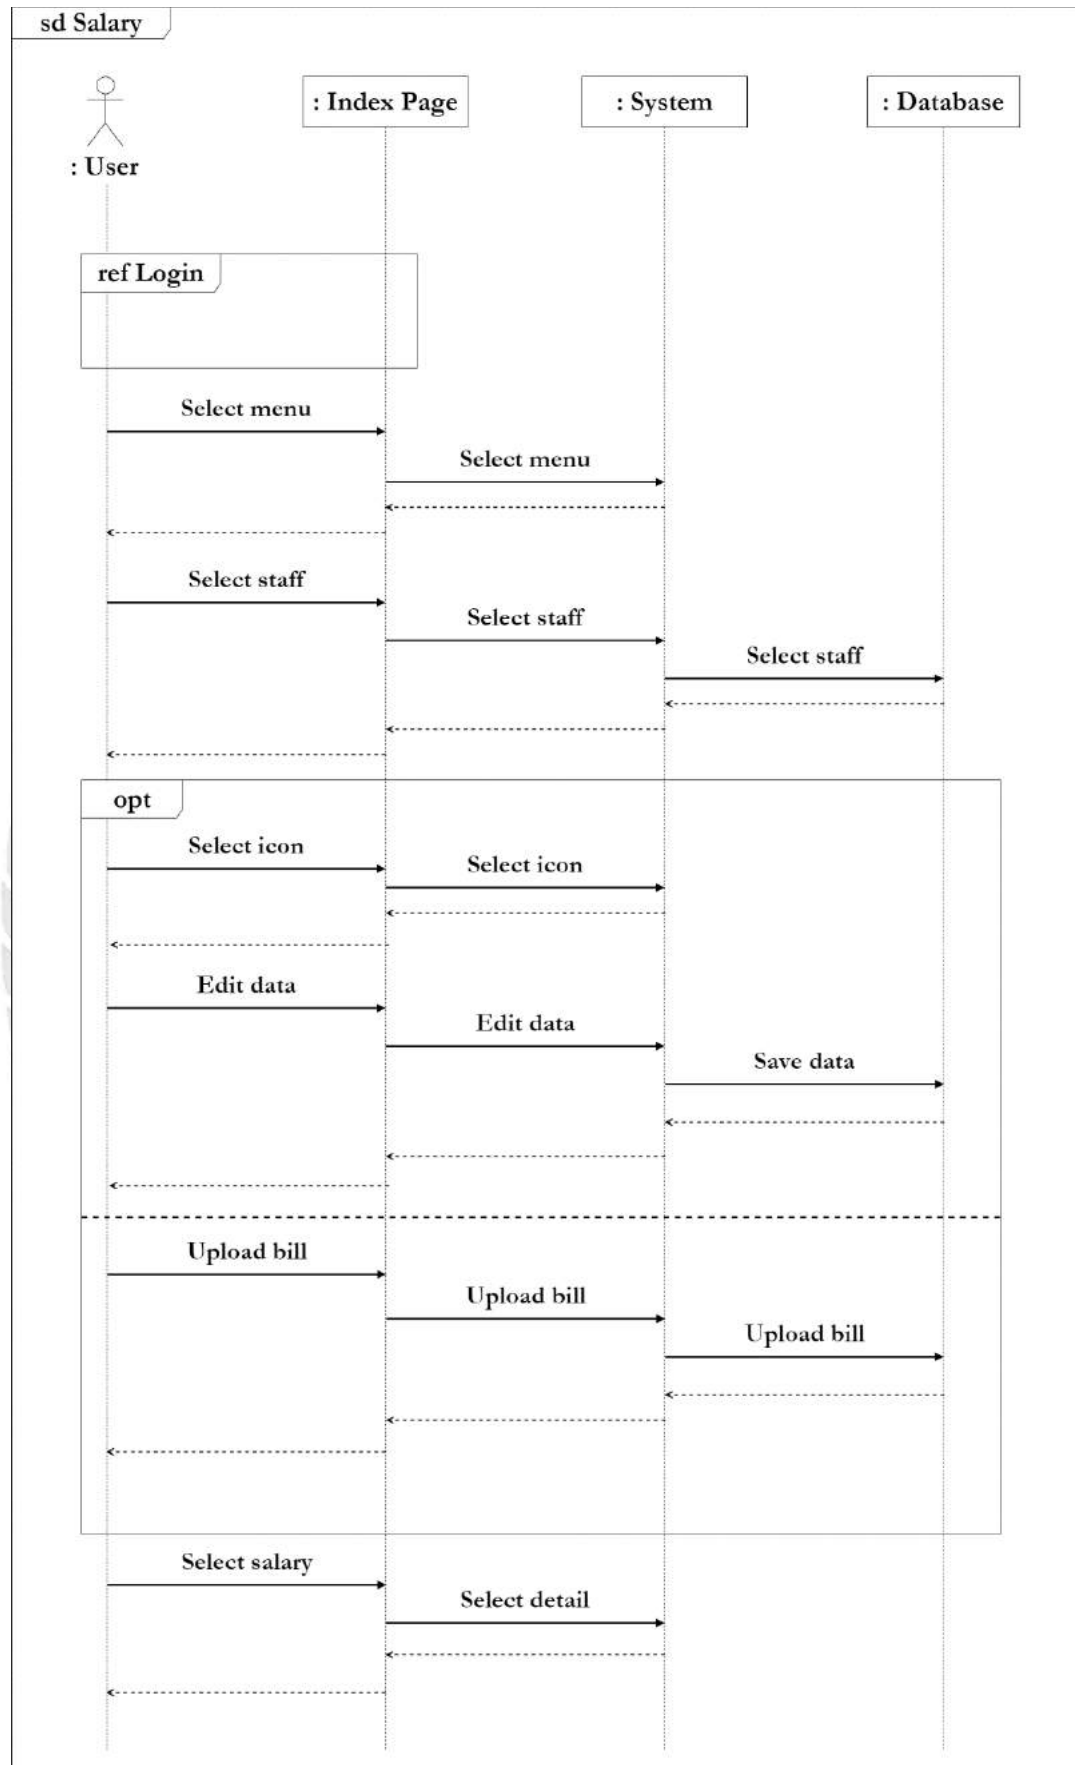 sd Salary
: Index Page
: System
: Database
: User
ref Login
Select menu
Select menu
Select staff
Select staff
Select staff
opt
Select icon
Select icon
Edit data
Edit data
Save data
Upload bill
Upload bill
Upload bill
Select salary
Select detail